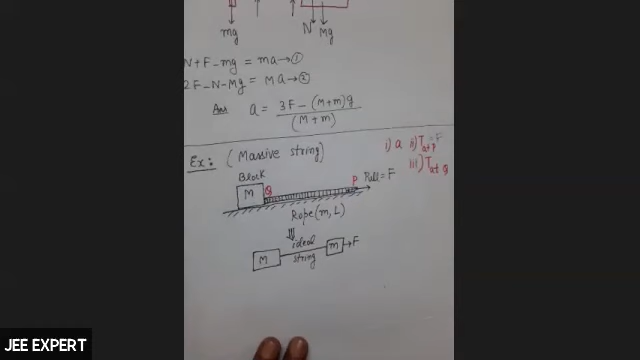 mg
N Mg
N+F-mg = ma→①
2F-N-Mg = Ma→②
Ans a = 3F-(M+m)g
(M+m)
Ex: (Massive string)
i) a ii) T at P = F
iii) T at Q
Block
M Q P Pull = F
Rope (m, L)
ideal
M string m →F
JEE EXPERT